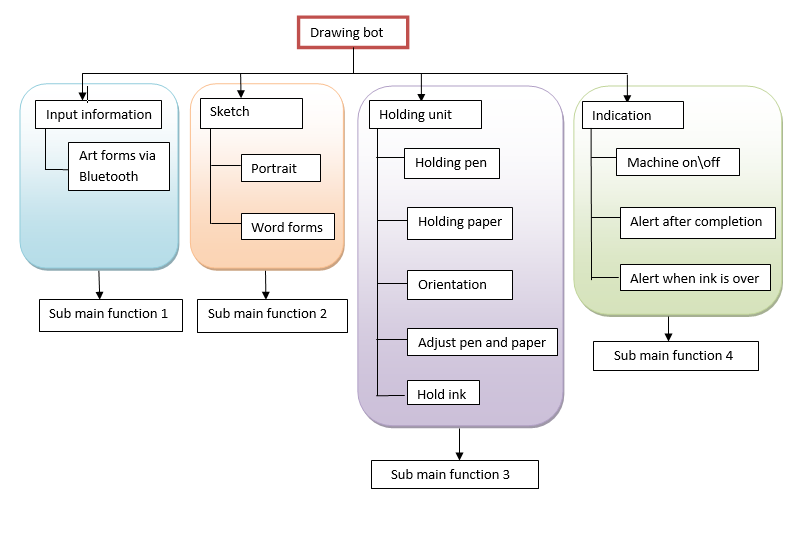 Drawing bot
Input information
Art forms via
Bluetooth
Sub main function 1
Sketch
Portrait
Word forms
Sub main function 2
Holding unit
Holding pen
Holding paper
Orientation
Adjust pen and paper
Hold ink
Sub main function 3
Indication
Machine on\off
Alert after completion
Alert when ink is over
Sub main function 4